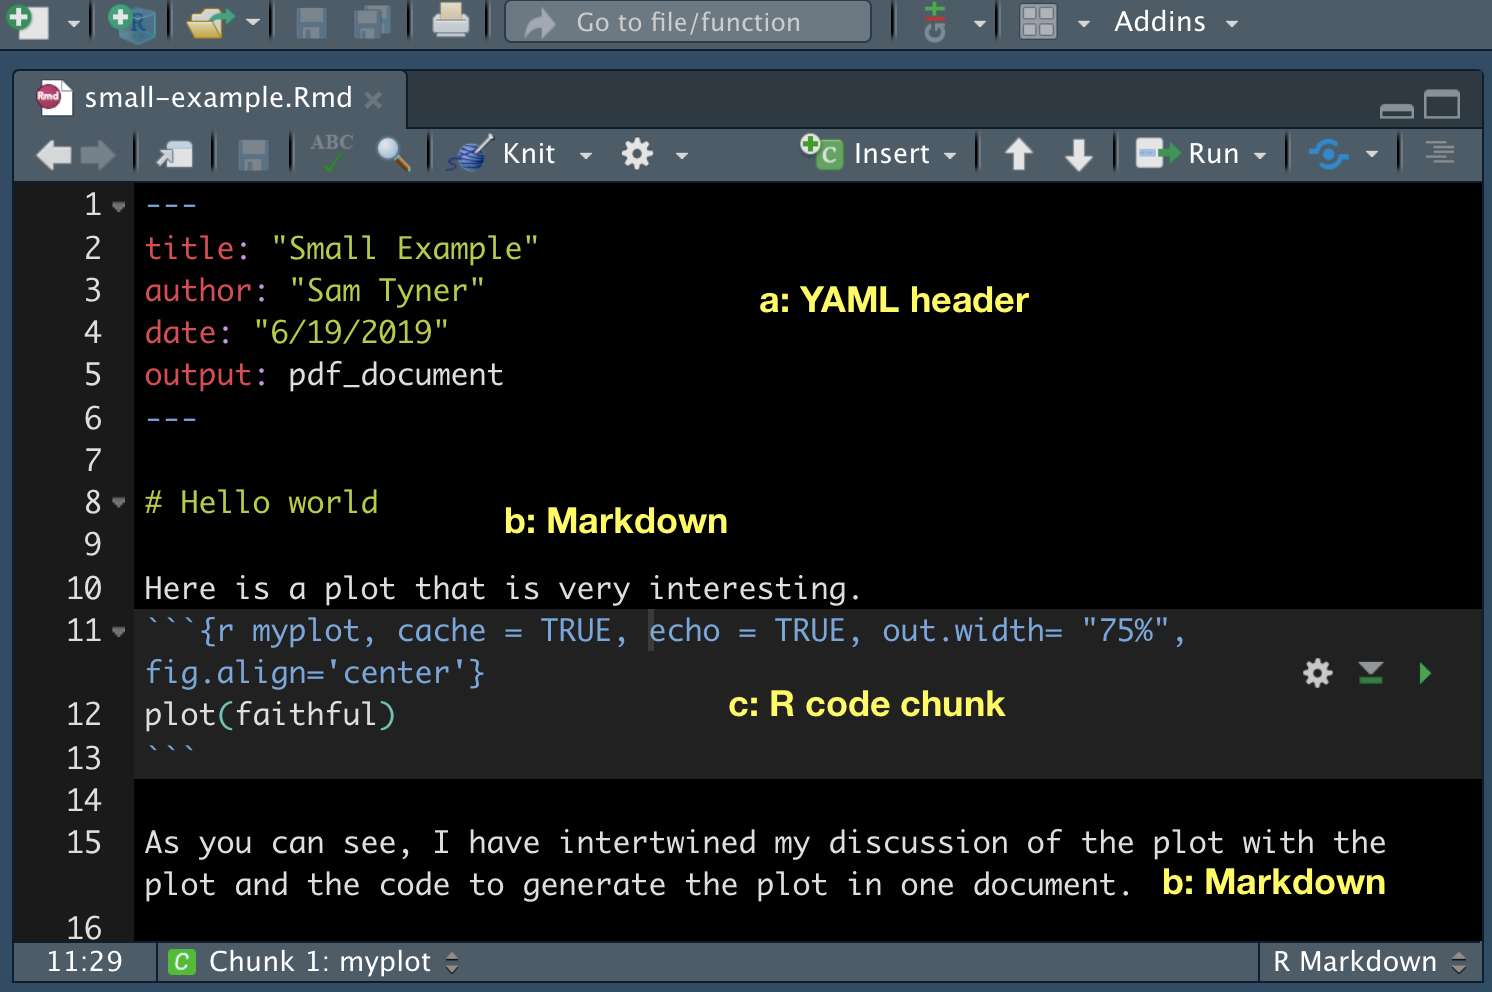 Go to file/function
Git
Addins
Rmd small-example.Rmd
ABC
Knit
C Insert
Run
1 ---
2 title: "Small Example"
3 author: "Sam Tyner"
a: YAML header
4 date: "6/19/2019"
5 output: pdf_document
6 ---
7
8 # Hello world
b: Markdown
9
10 Here is a plot that is very interesting.
11 ```{r myplot, cache = TRUE, echo = TRUE, out.width= "75%",
fig.align='center'}
c: R code chunk
12 plot(faithful)
13 ```
14
15 As you can see, I have intertwined my discussion of the plot with the
plot and the code to generate the plot in one document. b: Markdown
16
11:29 C Chunk 1: myplot R Markdown